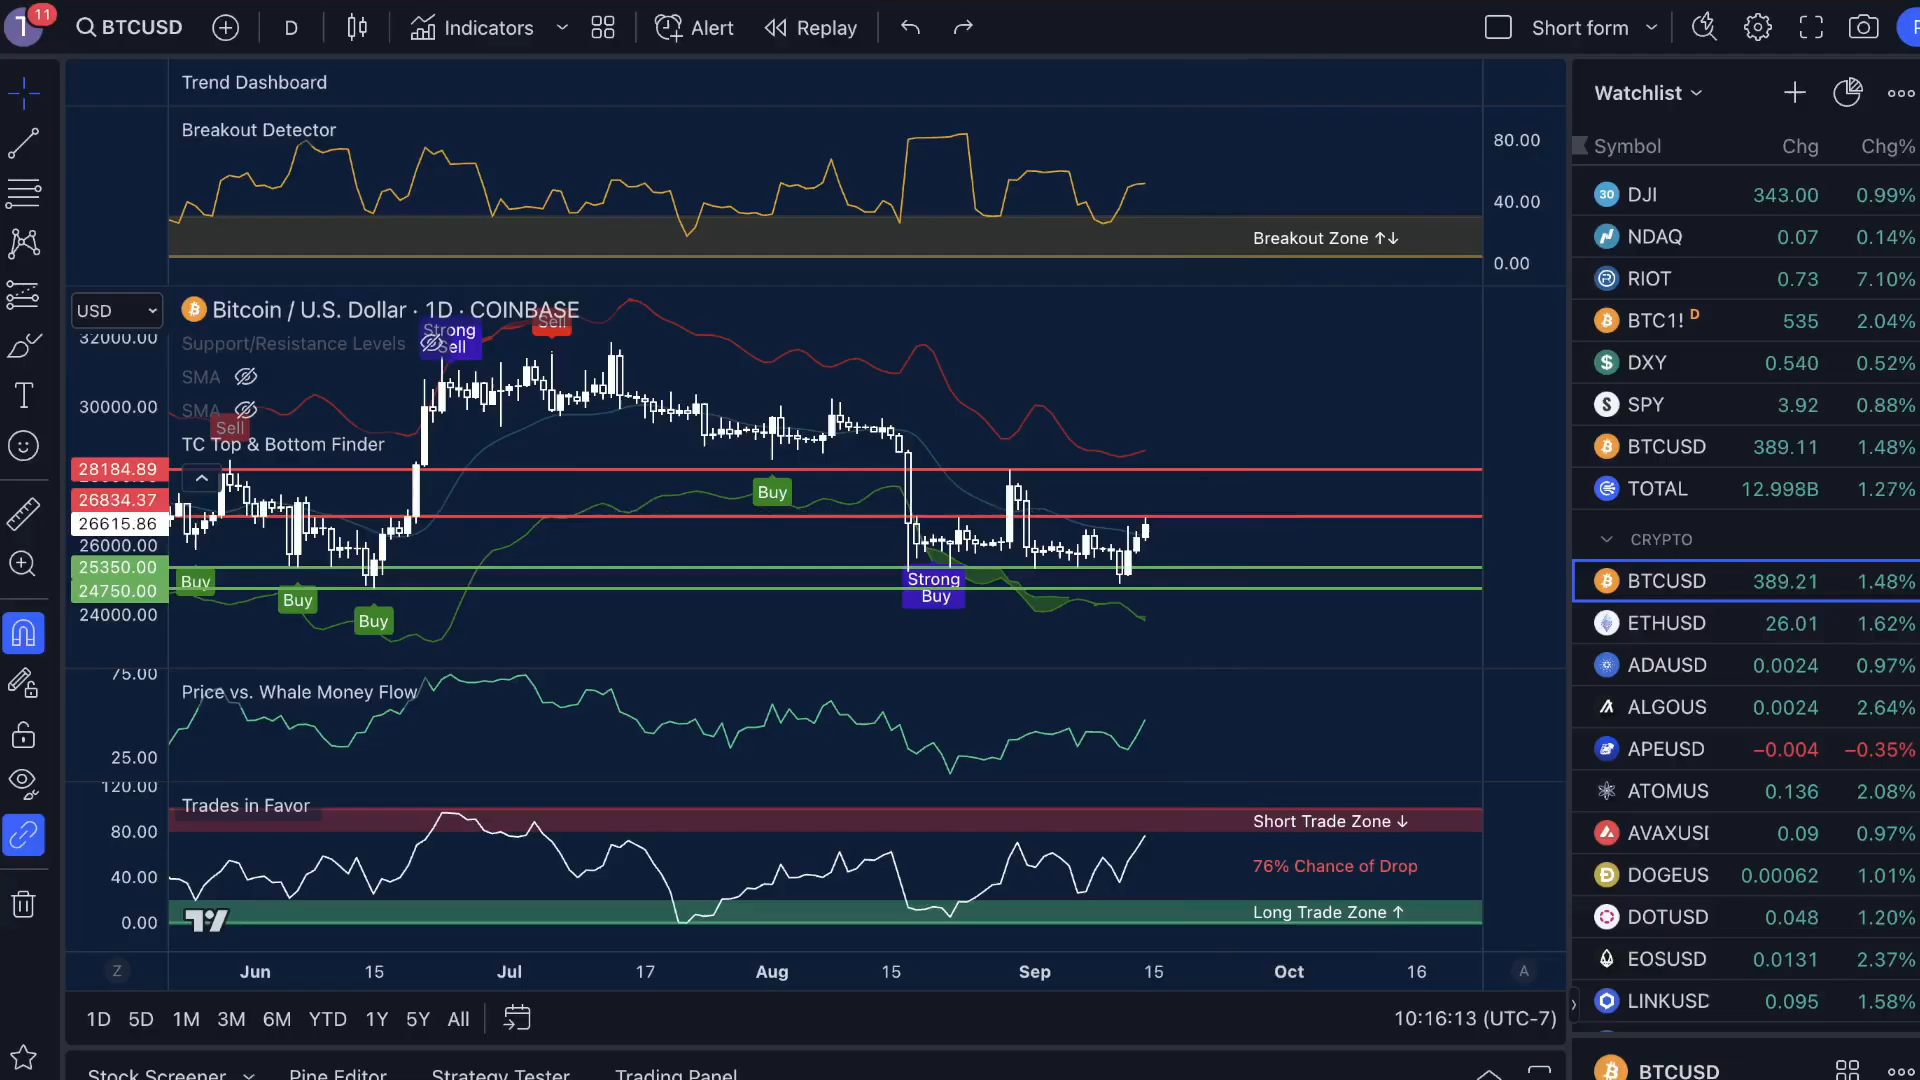 T
11
BTCUSD
D
Indicators
Alert
Replay
Short form
Trend Dashboard
Breakout Detector
80.00
40.00
0.00
Breakout Zone ↑↓
USD
Bitcoin / U.S. Dollar · 1D · COINBASE
Support/Resistance Levels
SMA
SMA
TC Top & Bottom Finder
Strong
Sell
Sell
Sell
Buy
Buy
Buy
Buy
Strong
Buy
32000.00
30000.00
28184.89
26834.37
26615.86
26000.00
25350.00
24750.00
24000.00
75.00
Price vs. Whale Money Flow
25.00
120.00
Trades in Favor
80.00
40.00
0.00
Short Trade Zone ↓
76% Chance of Drop
Long Trade Zone ↑
Z
Jun 15 Jul 17 Aug 15 Sep 15 Oct 16
A
1D 5D 1M 3M 6M YTD 1Y 5Y All
10:16:13 (UTC-7)
Stock Screener Pine Editor Strategy Tester Trading Panel
Watchlist
Symbol Chg Chg%
30 DJI 343.00 0.99%
NDAQ 0.07 0.14%
RIOT 0.73 7.10%
BTC1! D 535 2.04%
DXY 0.540 0.52%
SPY 3.92 0.88%
BTCUSD 389.11 1.48%
TOTAL 12.998B 1.27%
CRYPTO
BTCUSD 389.21 1.48%
ETHUSD 26.01 1.62%
ADAUSD 0.0024 0.97%
ALGOUS 0.0024 2.64%
APEUSD −0.004 −0.35%
ATOMUS 0.136 2.08%
AVAXUSI 0.09 0.97%
DOGEUS 0.00062 1.01%
DOTUSD 0.048 1.20%
EOSUSD 0.0131 2.37%
LINKUSD 0.095 1.58%
BTCUSD